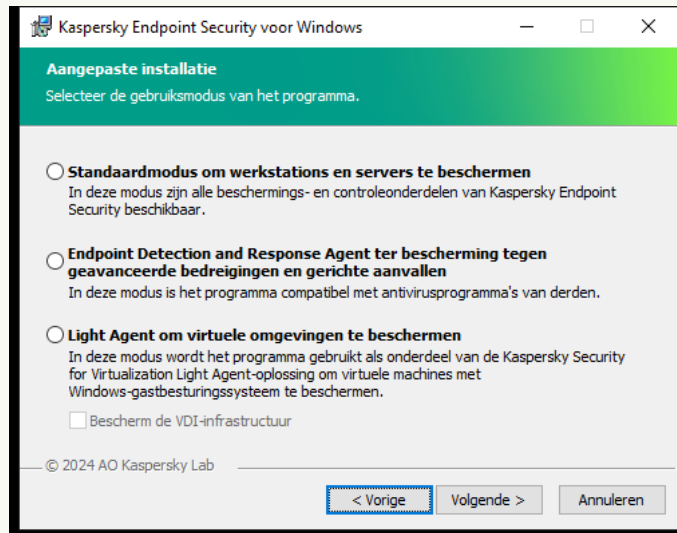 Kaspersky Endpoint Security voor Windows
Aangepaste installatie
Selecteer de gebruiksmodus van het programma.
Standaardmodus om werkstations en servers te beschermen
In deze modus zijn alle beschermings- en controleonderdelen van Kaspersky Endpoint
Security beschikbaar.
Endpoint Detection and Response Agent ter bescherming tegen
geavanceerde bedreigingen en gerichte aanvallen
In deze modus is het programma compatibel met antivirusprogramma's van derden.
Light Agent om virtuele omgevingen te beschermen
In deze modus wordt het programma gebruikt als onderdeel van de Kaspersky Security
for Virtualization Light Agent-oplossing om virtuele machines met
Windows-gastbesturingssysteem te beschermen.
Bescherm de VDI-infrastructuur
© 2024 AO Kaspersky Lab
< Vorige Volgende > Annuleren